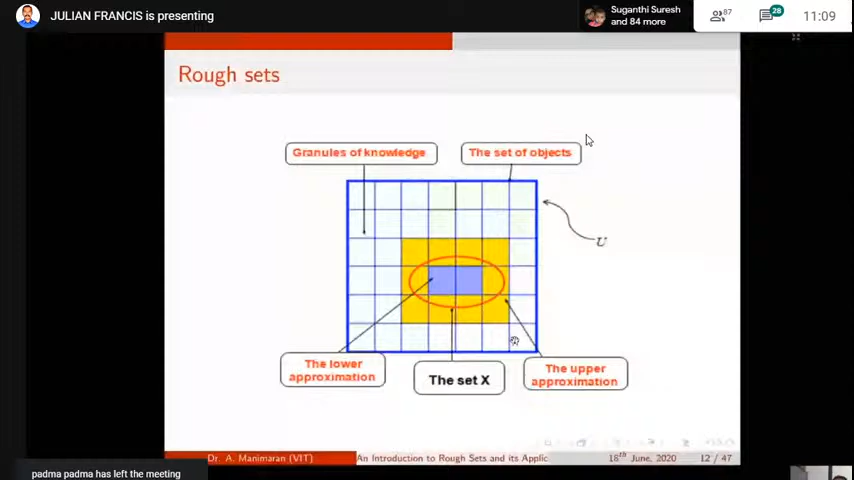 JULIAN FRANCIS is presenting
Suganthi Suresh
and 84 more
87
28
11:09
Rough sets
Granules of knowledge
The set of objects
U
The lower
approximation
The set X
The upper
approximation
Dr. A. Manimaran (VIT)
An Introduction to Rough Sets and its Applic
18th June, 2020
12 / 47
padma padma has left the meeting